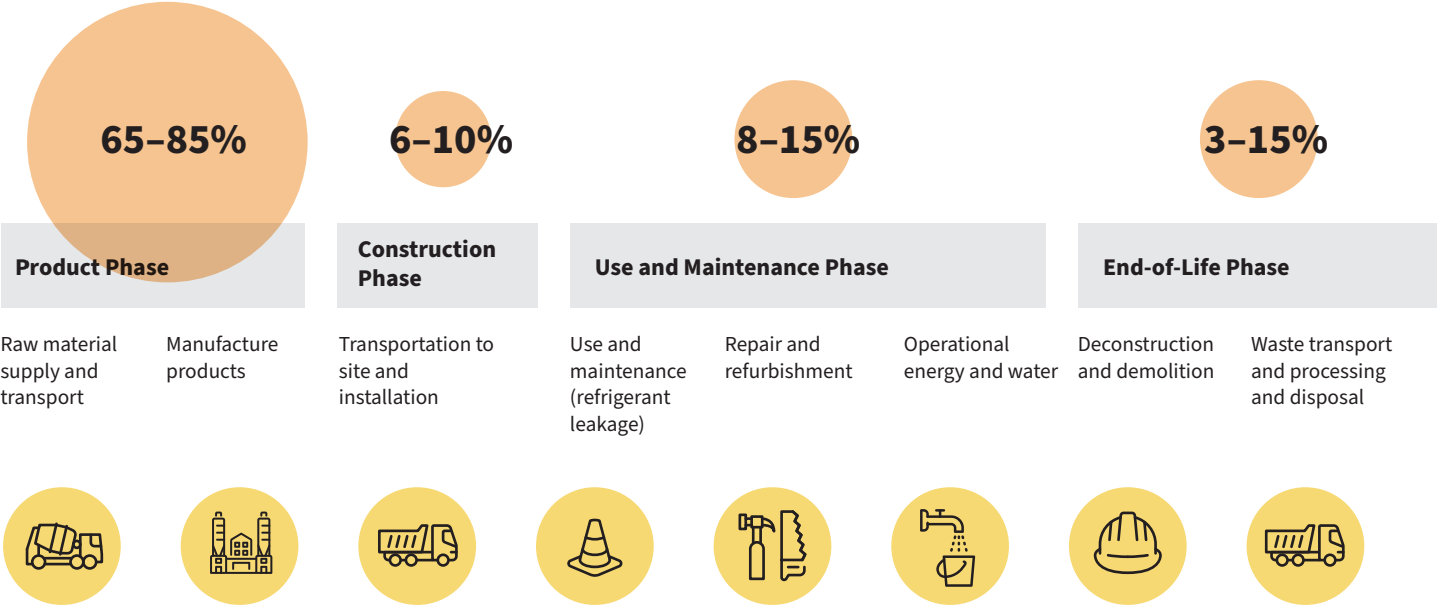 65–85%
6–10%
8–15%
3–15%
Product Phase
Construction
Phase
Use and Maintenance Phase
End-of-Life Phase
Raw material
supply and
transport
Manufacture
products
Transportation to
site and
installation
Use and
maintenance
(refrigerant
leakage)
Repair and
refurbishment
Operational
energy and water
Deconstruction
and demolition
Waste transport
and processing
and disposal